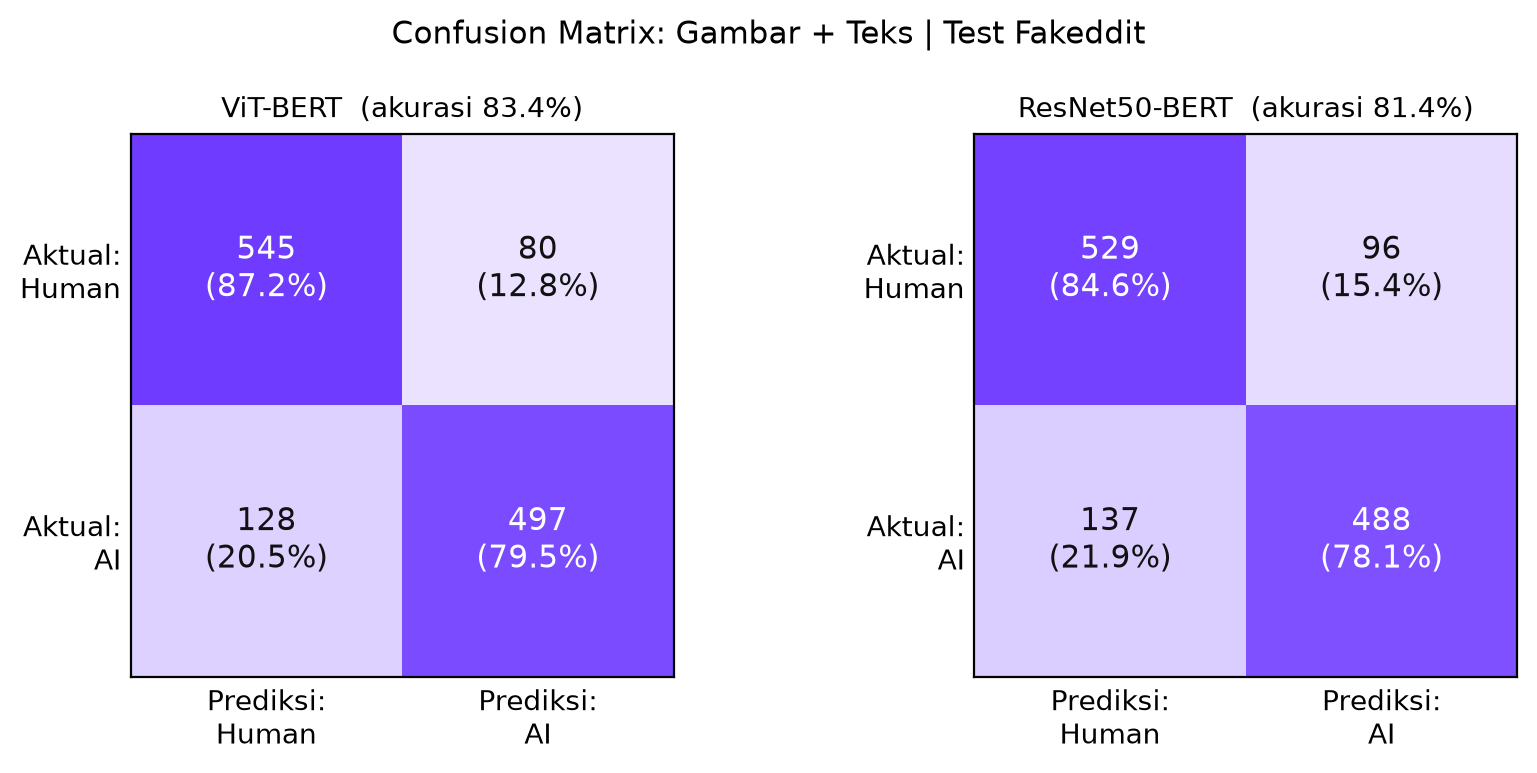 Confusion Matrix: Gambar + Teks | Test Fakeddit
ViT-BERT  (akurasi 83.4%)
Aktual:
Human
545
(87.2%)
80
(12.8%)
Aktual:
AI
128
(20.5%)
497
(79.5%)
Prediksi:
Human
Prediksi:
AI
ResNet50-BERT  (akurasi 81.4%)
Aktual:
Human
529
(84.6%)
96
(15.4%)
Aktual:
AI
137
(21.9%)
488
(78.1%)
Prediksi:
Human
Prediksi:
AI